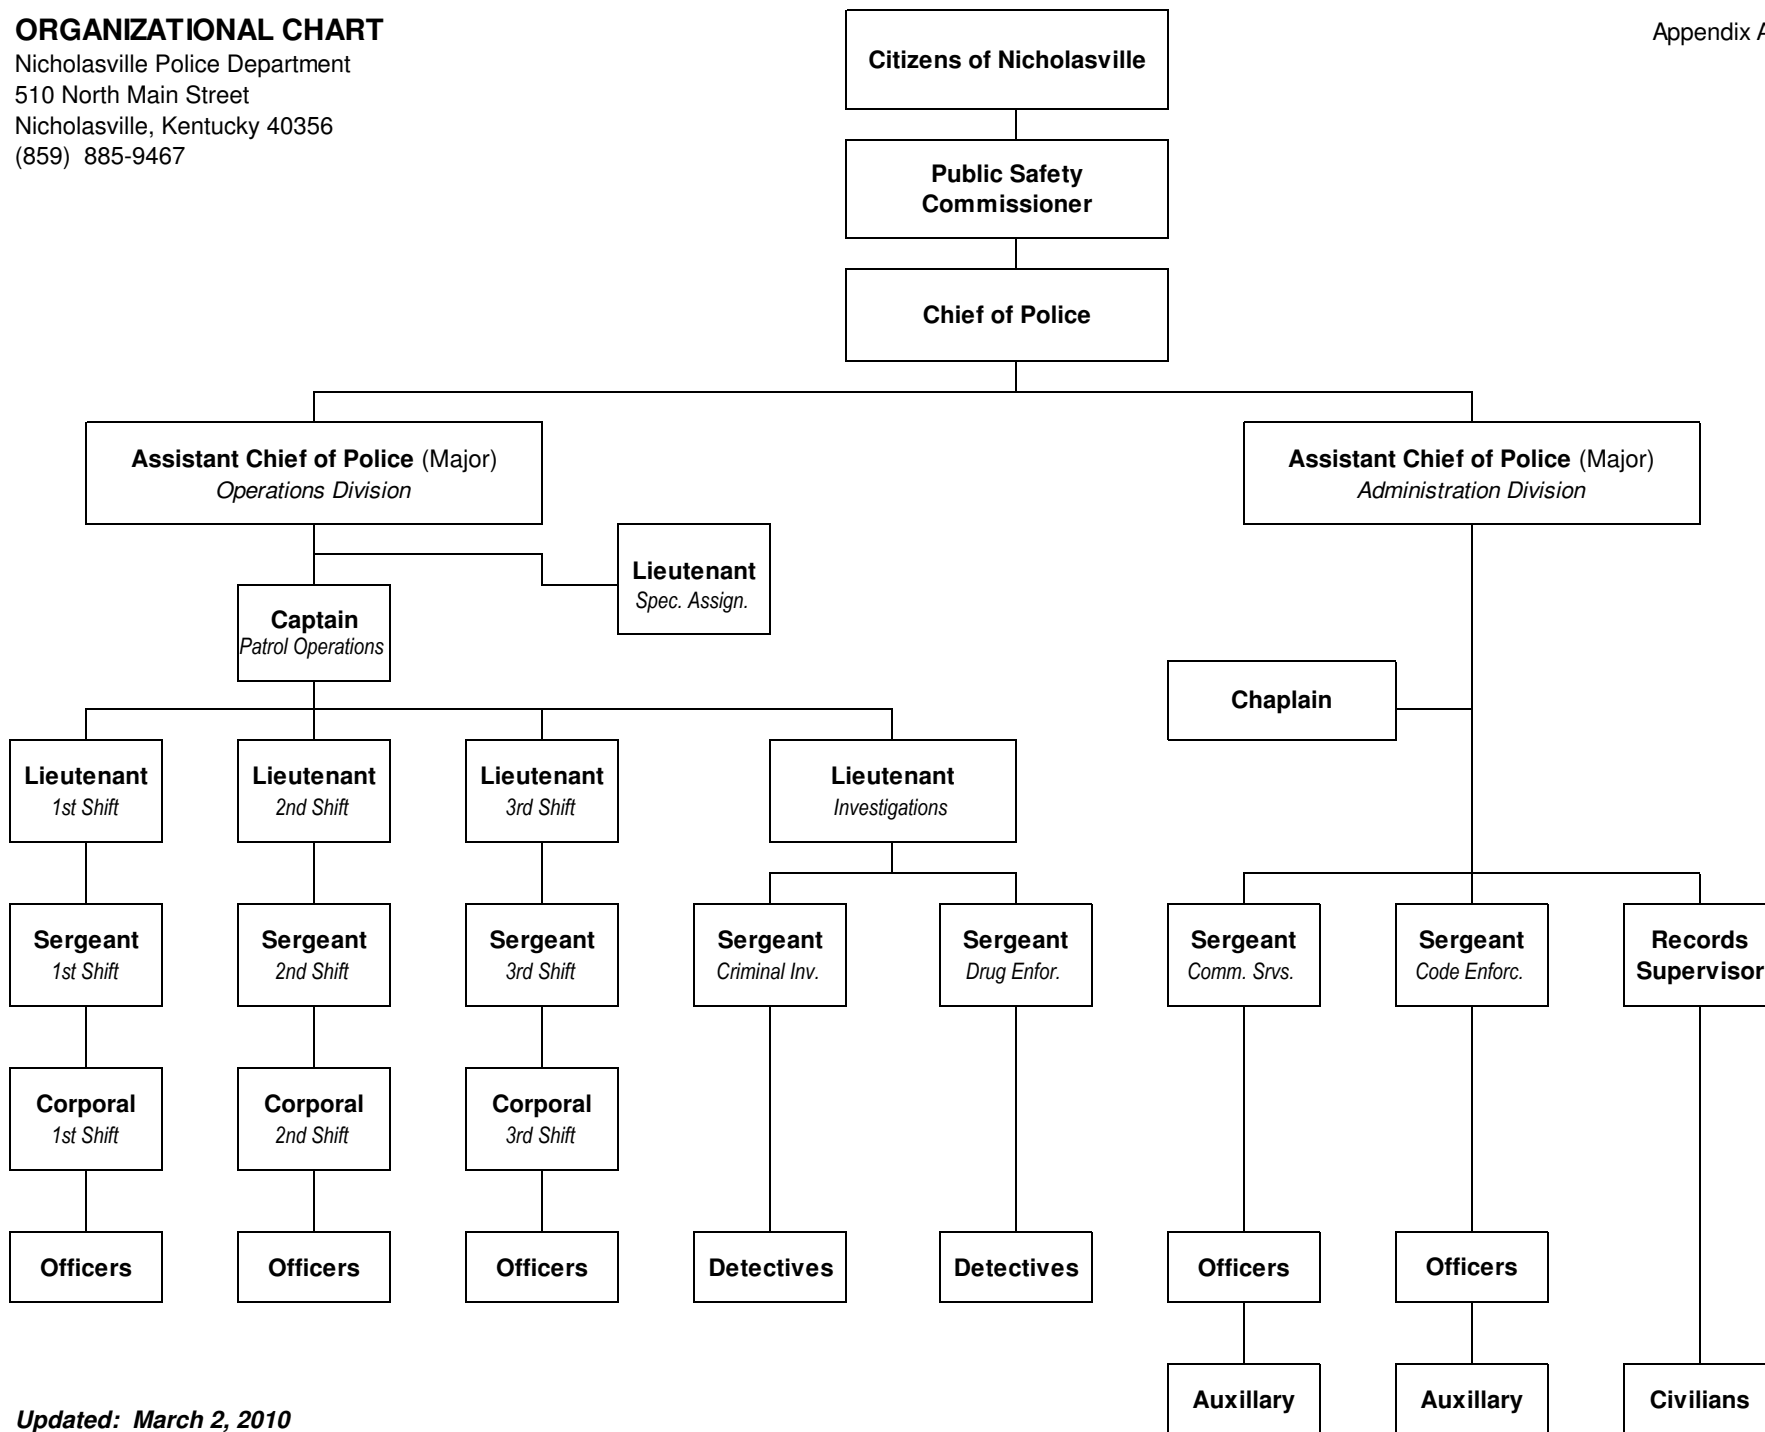 ORGANIZATIONAL CHART
Nicholasville Police Department
510 North Main Street
Nicholasville, Kentucky 40356
(859) 885-9467
Appendix A
Citizens of Nicholasville
Public Safety
Commissioner
Chief of Police
Assistant Chief of Police (Major)
Operations Division
Assistant Chief of Police (Major)
Administration Division
Lieutenant
Spec. Assign.
Captain
Patrol Operations
Chaplain
Lieutenant
1st Shift
Lieutenant
2nd Shift
Lieutenant
3rd Shift
Lieutenant
Investigations
Sergeant
1st Shift
Sergeant
2nd Shift
Sergeant
3rd Shift
Sergeant
Criminal Inv.
Sergeant
Drug Enfor.
Sergeant
Comm. Srvs.
Sergeant
Code Enforc.
Records
Supervisor
Corporal
1st Shift
Corporal
2nd Shift
Corporal
3rd Shift
Officers
Officers
Officers
Detectives
Detectives
Officers
Officers
Auxillary
Auxillary
Civilians
Updated: March 2, 2010